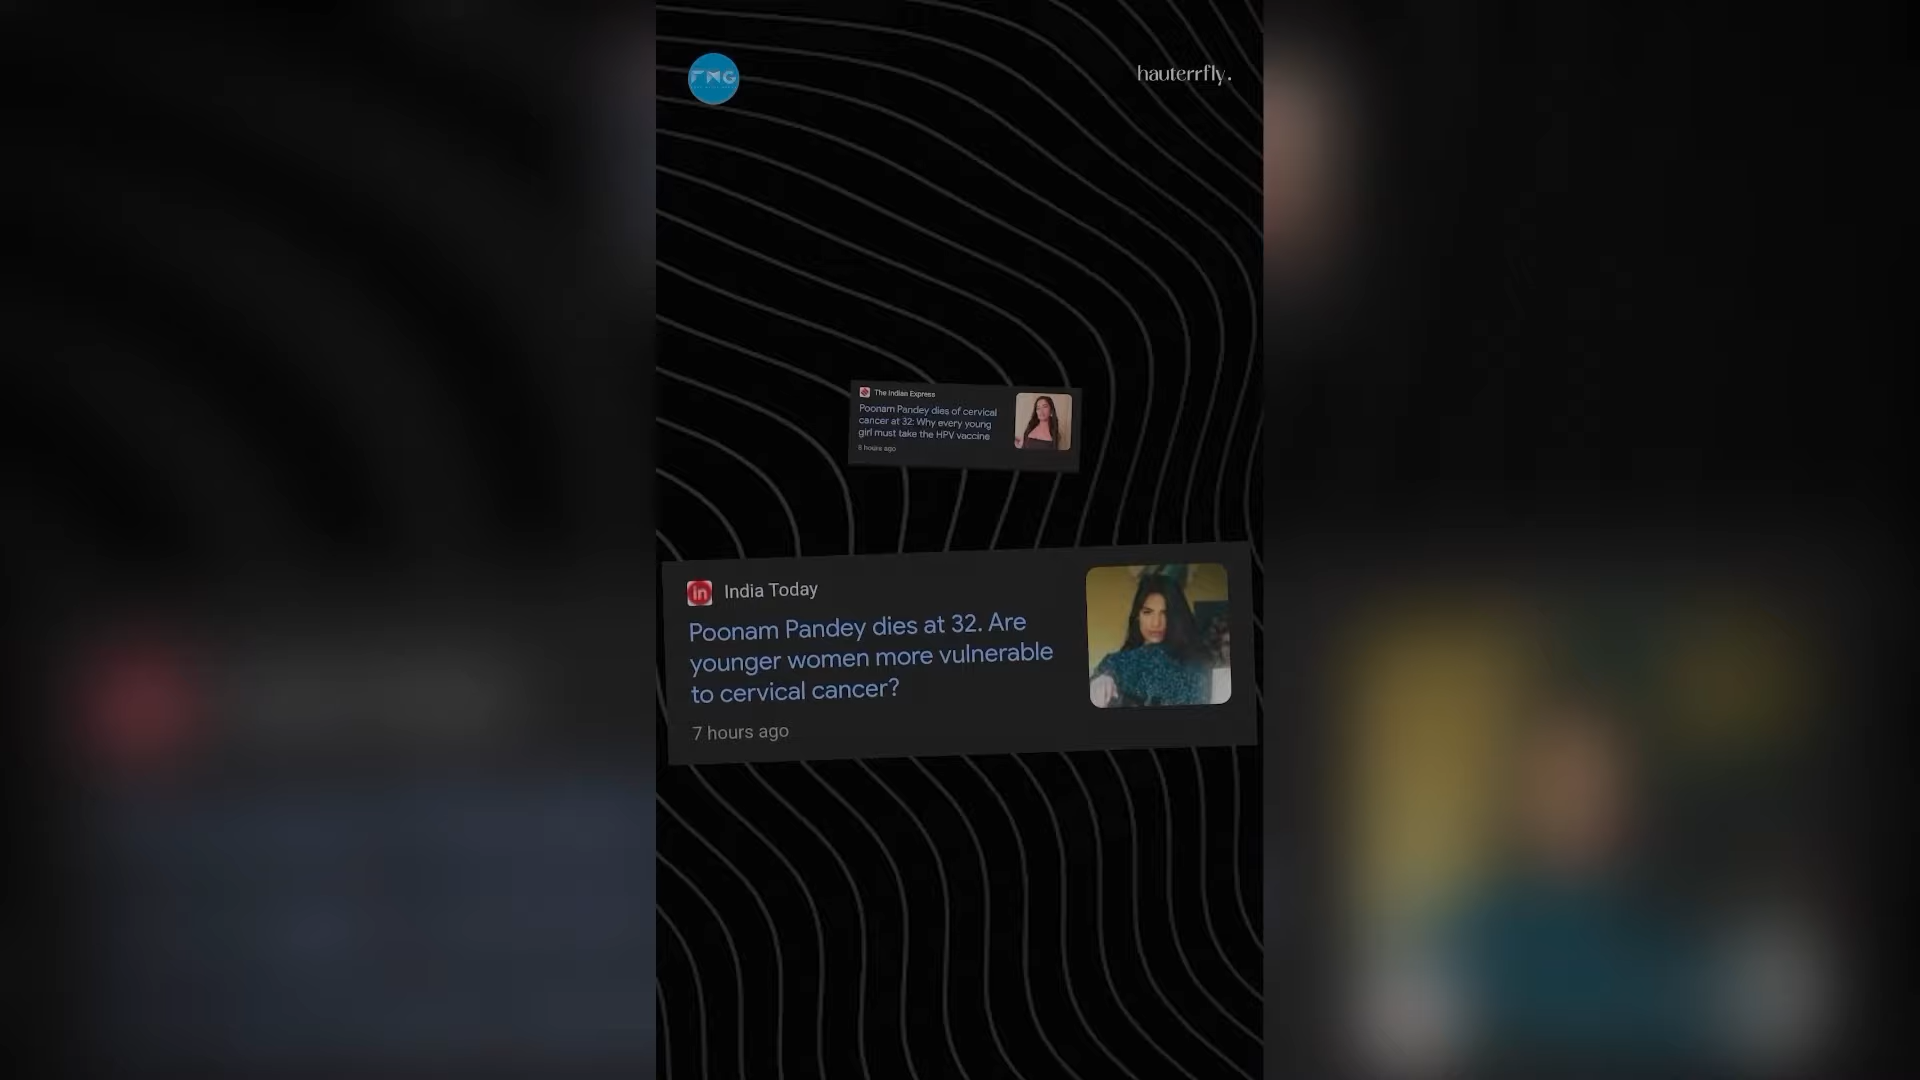 FMG
hauterrfly.
The Indian Express
Poonam Pandey dies of cervical
cancer at 32: Why every young
girl must take the HPV vaccine
India Today
Poonam Pandey dies at 32. Are
younger women more vulnerable
to cervical cancer?
7 hours ago